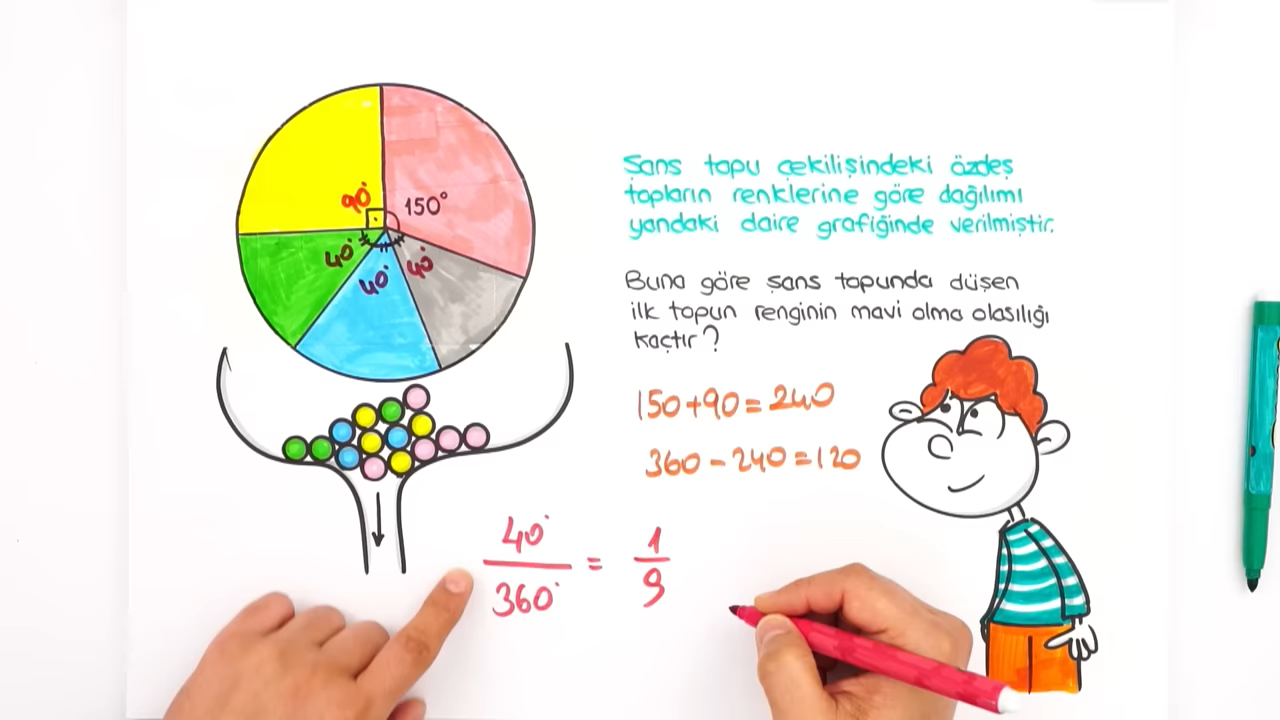 90°
150°
40°
40°
40°
Şans topu çekilişindeki özdeş
topların renklerine göre dağılımı
yandaki daire grafiğinde verilmiştir.
Buna göre şans topunda düşen
ilk topun renginin mavi olma olasılığı
kaçtır?
150+90=240
360-240=120
40° = 1
360° 9